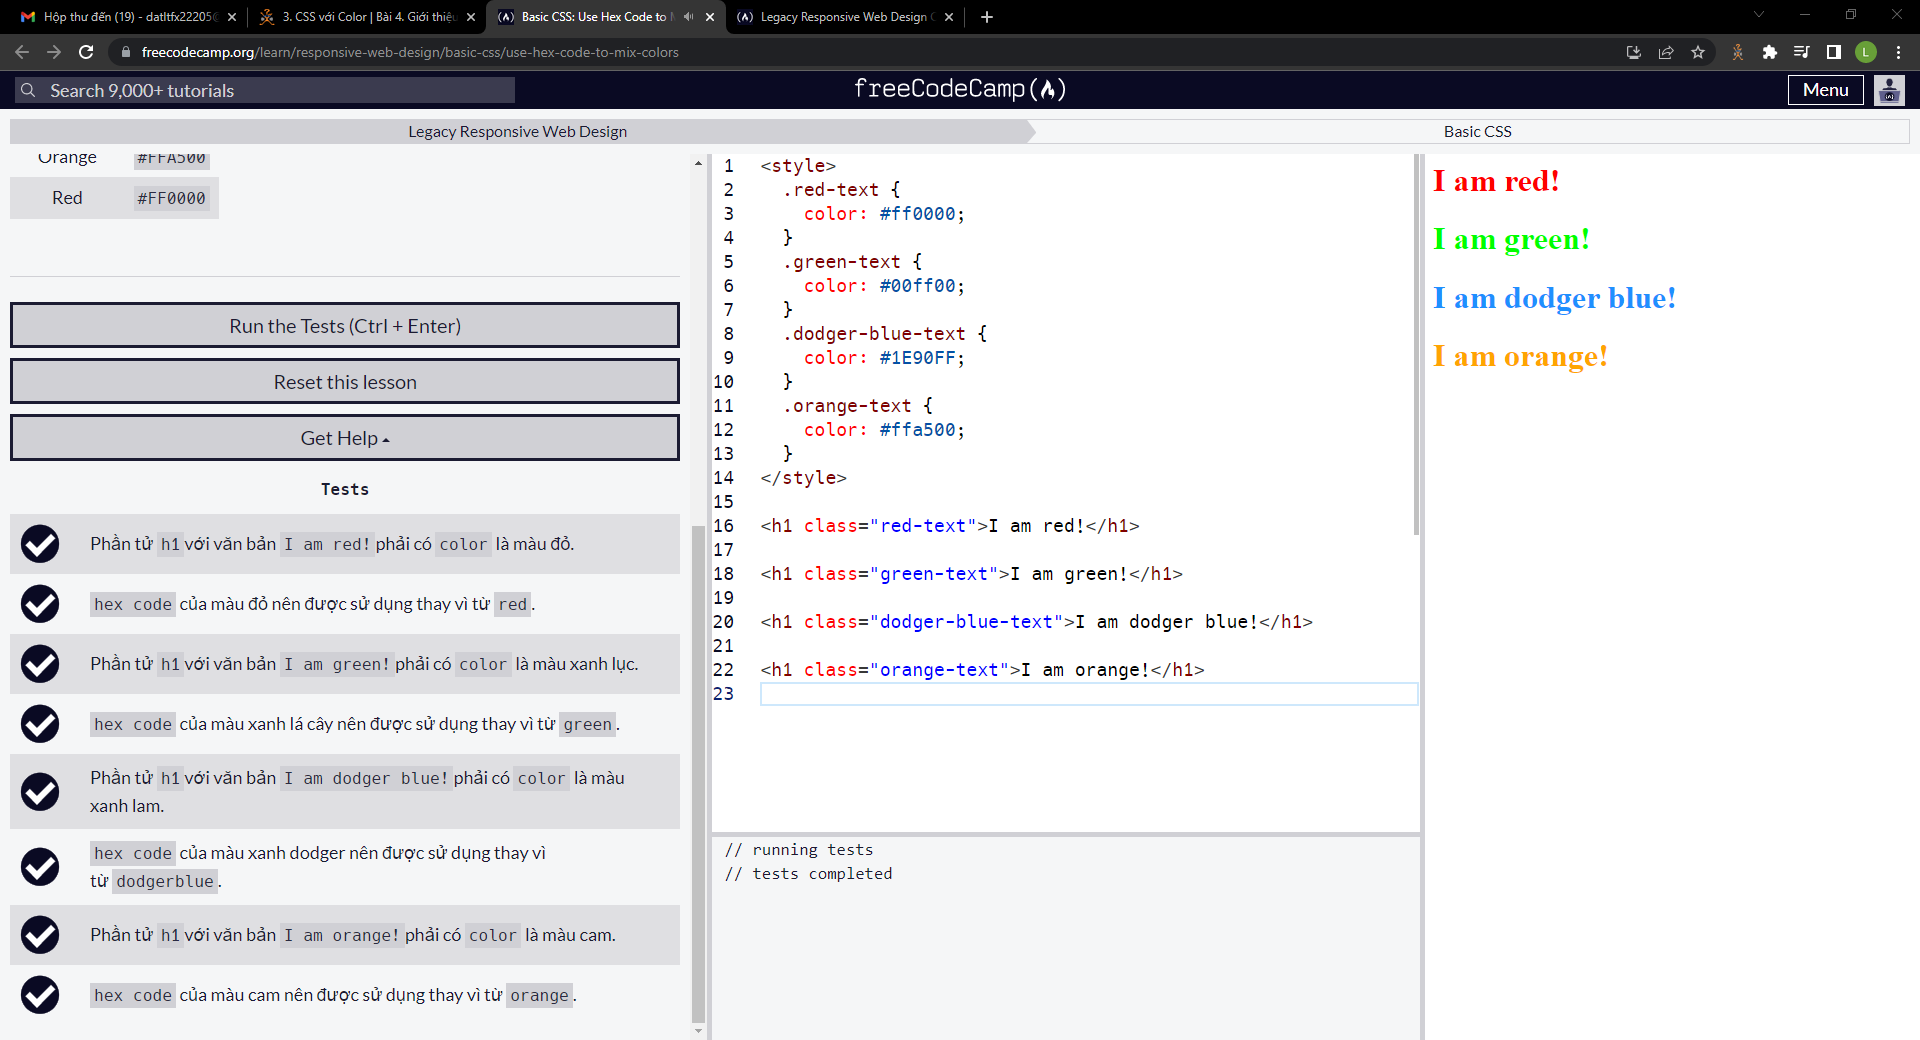 Hộp thư đến (19) - datltfx22205@
3. CSS với Color | Bài 4. Giới thiệu
Basic CSS: Use Hex Code to M
Legacy Responsive Web Design C
freecodecamp.org/learn/responsive-web-design/basic-css/use-hex-code-to-mix-colors
L
Search 9,000+ tutorials
freeCodeCamp(🔥)
Menu
Legacy Responsive Web Design
Basic CSS
Orange #FFA500
Red #FF0000
Run the Tests (Ctrl + Enter)
Reset this lesson
Get Help
Tests
Phần tử h1 với văn bản I am red! phải có color là màu đỏ.
hex code của màu đỏ nên được sử dụng thay vì từ red.
Phần tử h1 với văn bản I am green! phải có color là màu xanh lục.
hex code của màu xanh lá cây nên được sử dụng thay vì từ green.
Phần tử h1 với văn bản I am dodger blue! phải có color là màu
xanh lam.
hex code của màu xanh dodger nên được sử dụng thay vì
từ dodgerblue.
Phần tử h1 với văn bản I am orange! phải có color là màu cam.
hex code của màu cam nên được sử dụng thay vì từ orange.
1 <style>
2 .red-text {
3 color: #ff0000;
4 }
5 .green-text {
6 color: #00ff00;
7 }
8 .dodger-blue-text {
9 color: #1E90FF;
10 }
11 .orange-text {
12 color: #ffa500;
13 }
14 </style>
15
16 <h1 class="red-text">I am red!</h1>
17
18 <h1 class="green-text">I am green!</h1>
19
20 <h1 class="dodger-blue-text">I am dodger blue!</h1>
21
22 <h1 class="orange-text">I am orange!</h1>
23
// running tests
// tests completed
I am red!
I am green!
I am dodger blue!
I am orange!